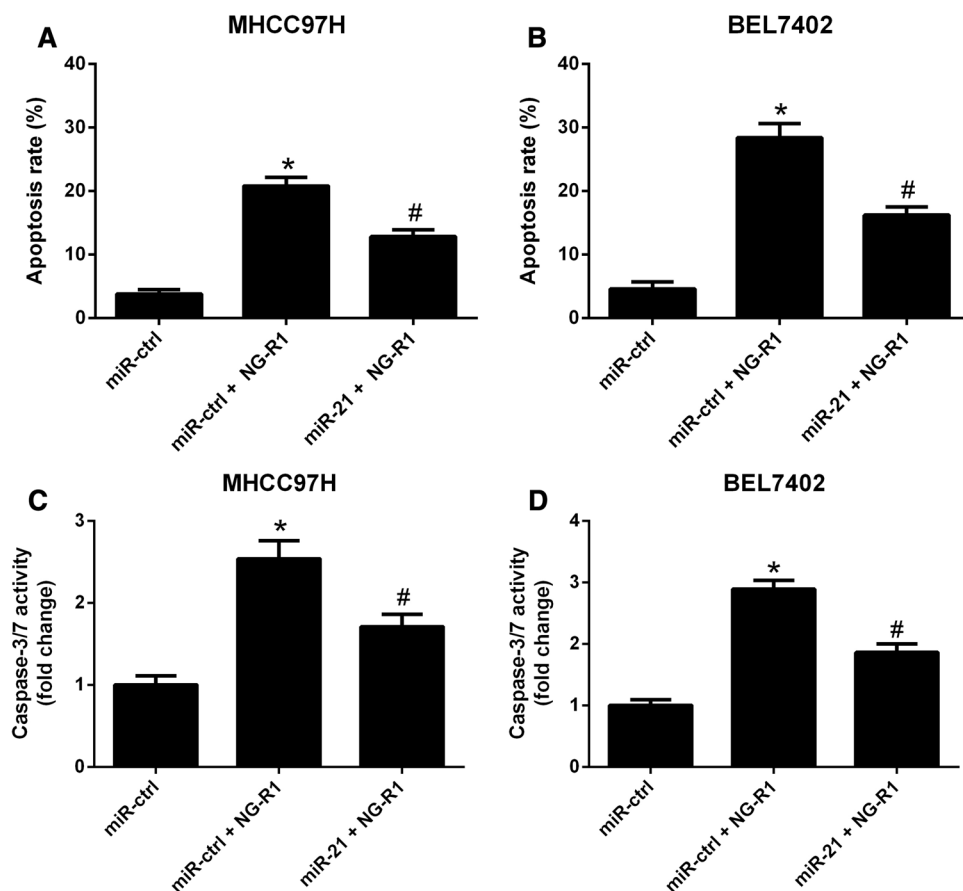 A
MHCC97H
Apoptosis rate (%)
40
30
20
10
0
*
#
miR-ctrl
miR-ctrl + NG-R1
miR-21 + NG-R1
B
BEL7402
Apoptosis rate (%)
40
30
20
10
0
*
#
miR-ctrl
miR-ctrl + NG-R1
miR-21 + NG-R1
C
MHCC97H
Caspase-3/7 activity
(fold change)
3
2
1
0
*
#
miR-ctrl
miR-ctrl + NG-R1
miR-21 + NG-R1
D
BEL7402
Caspase-3/7 activity
(fold change)
4
3
2
1
0
*
#
miR-ctrl
miR-ctrl + NG-R1
miR-21 + NG-R1